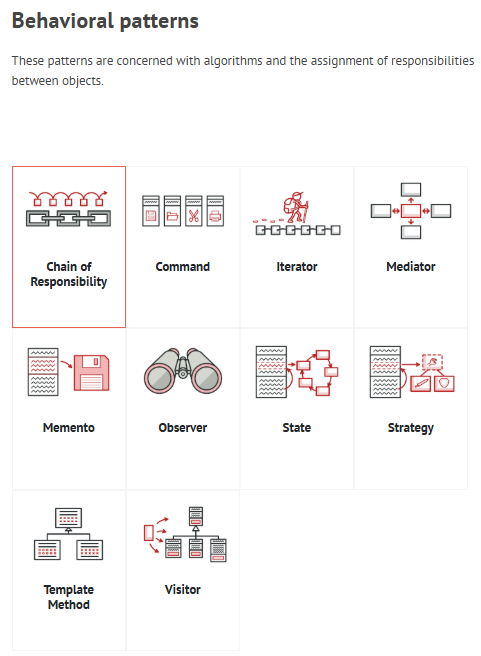 Behavioral patterns
These patterns are concerned with algorithms and the assignment of responsibilities
between objects.
Chain of
Responsibility
Command
Iterator
Mediator
Memento
Observer
State
Strategy
Template
Method
Visitor